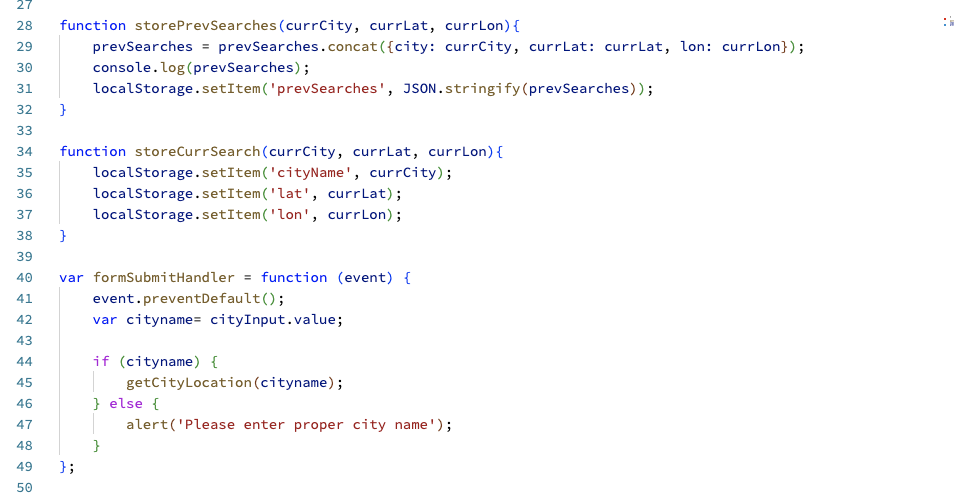 27
28 function storePrevSearches(currCity, currLat, currLon){
29     prevSearches = prevSearches.concat({city: currCity, currLat: currLat, lon: currLon});
30     console.log(prevSearches);
31     localStorage.setItem('prevSearches', JSON.stringify(prevSearches));
32 }
33
34 function storeCurrSearch(currCity, currLat, currLon){
35     localStorage.setItem('cityName', currCity);
36     localStorage.setItem('lat', currLat);
37     localStorage.setItem('lon', currLon);
38 }
39
40 var formSubmitHandler = function (event) {
41     event.preventDefault();
42     var cityname= cityInput.value;
43
44     if (cityname) {
45         getCityLocation(cityname);
46     } else {
47         alert('Please enter proper city name');
48     }
49 };
50